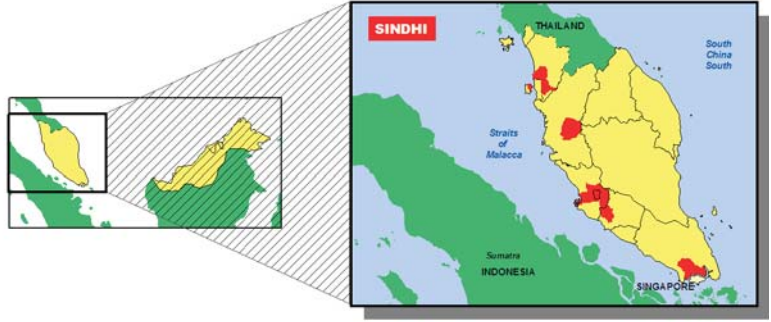 SINDHI
THAILAND
South
China
South
Straits
of
Malacca
Sumatra
INDONESIA
SINGAPORE